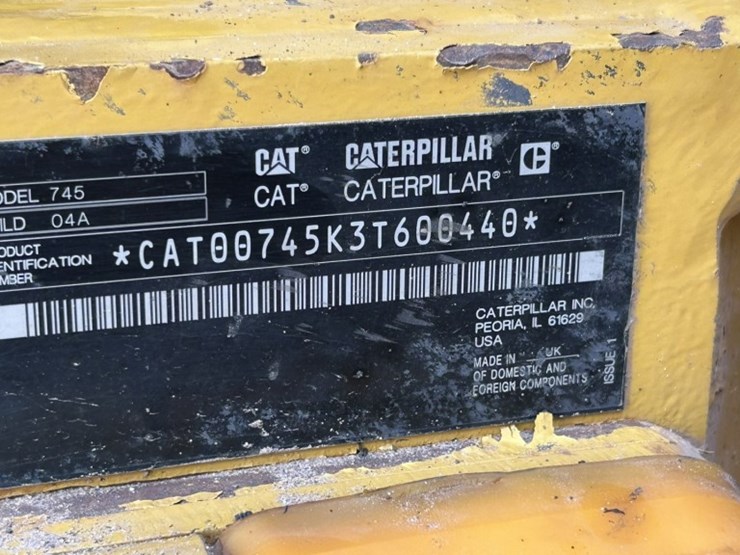 CAT® CATERPILLAR ®
CAT® CATERPILLAR®
ODEL 745
ILD 04A
ODUCT
ENTIFICATION
MBER
*CAT00745K3T600440*
CATERPILLAR INC.
PEORIA, IL 61629
USA
MADE IN UK
OF DOMESTIC AND
FOREIGN COMPONENTS
ISSUE 1